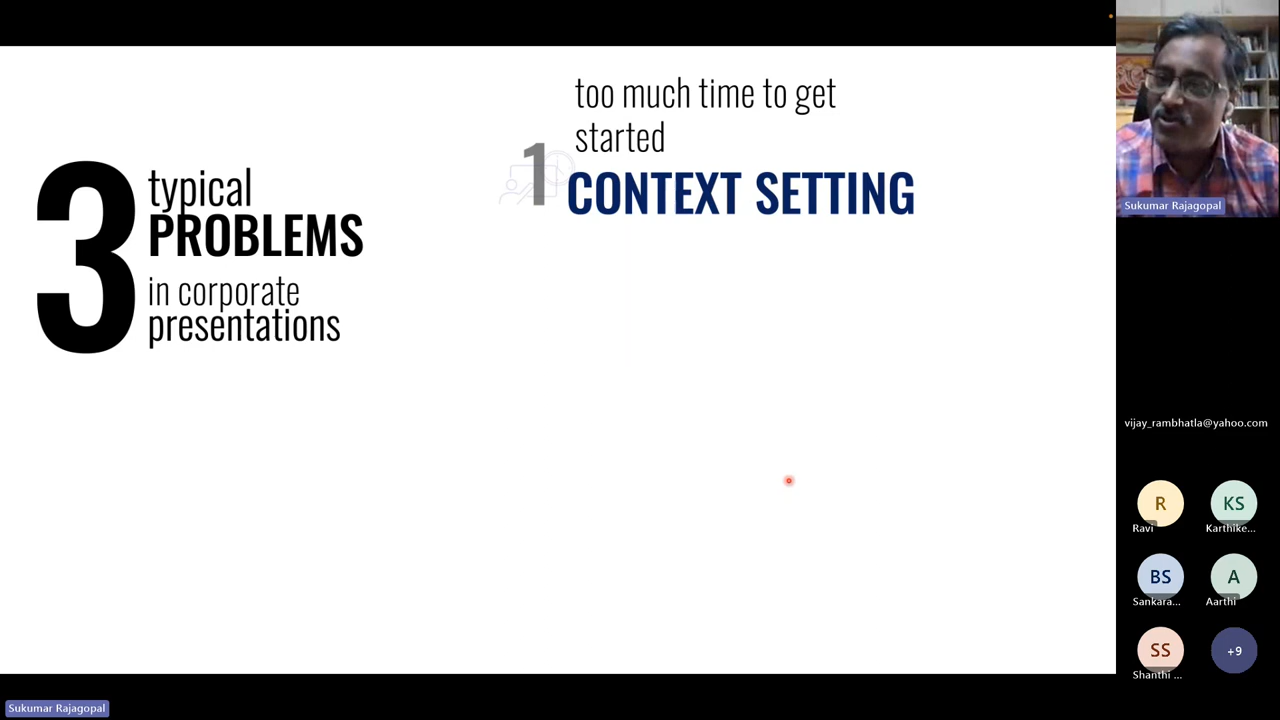 too much time to get
started
1
CONTEXT SETTING
3
typical
PROBLEMS
in corporate
presentations
Sukumar Rajagopal
vijay_rambhatla@yahoo.com
R
Ravi
KS
Karthike...
BS
Sankara...
A
Aarthi
SS
Shanthi ...
+9
Sukumar Rajagopal